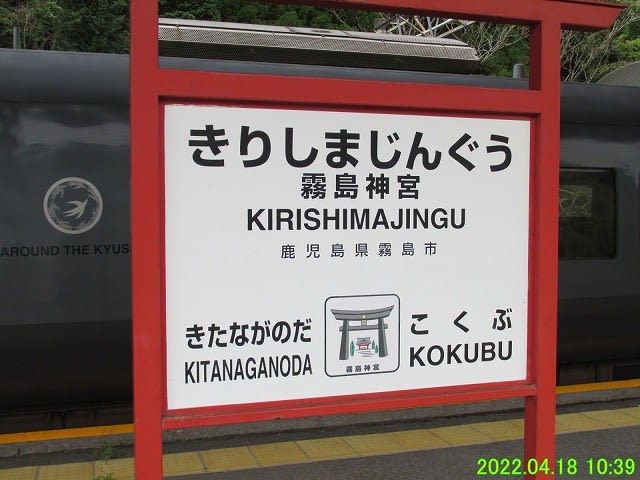 きりしまじんぐう
霧島神宮
KIRISHIMAJINGU
鹿児島県霧島市
きたながのだ
KITANAGANODA
霧島神宮
こくぶ
KOKUBU
AROUND THE KYUS
2022.04.18 10:39